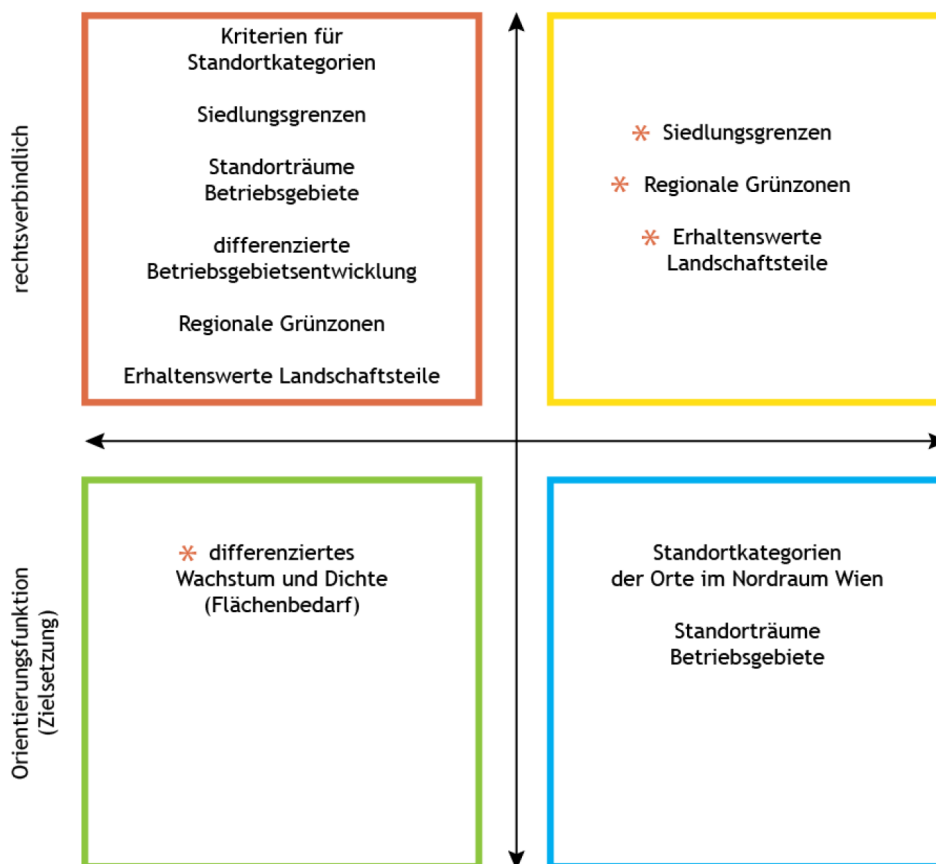 rechtsverbindlich
Kriterien für
Standortkategorien
Siedlungsgrenzen
Standorträume
Betriebsgebiete
differenzierte
Betriebsgebietsentwicklung
Regionale Grünzonen
Erhaltenswerte Landschaftsteile
* Siedlungsgrenzen
* Regionale Grünzonen
* Erhaltenswerte
Landschaftsteile
Orientierungsfunktion
(Zielsetzung)
* differenziertes
Wachstum und Dichte
(Flächenbedarf)
Standortkategorien
der Orte im Nordraum Wien
Standorträume
Betriebsgebiete